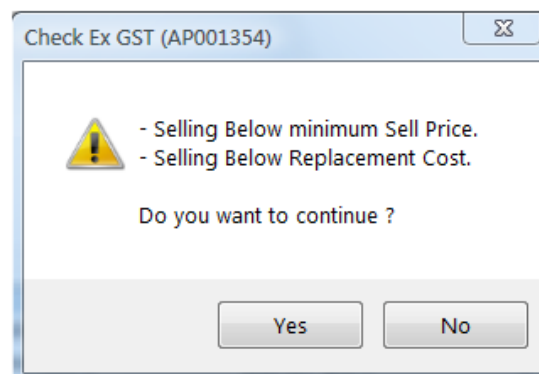 Check Ex GST (AP001354)
- Selling Below minimum Sell Price.
- Selling Below Replacement Cost.
Do you want to continue ?
Yes No